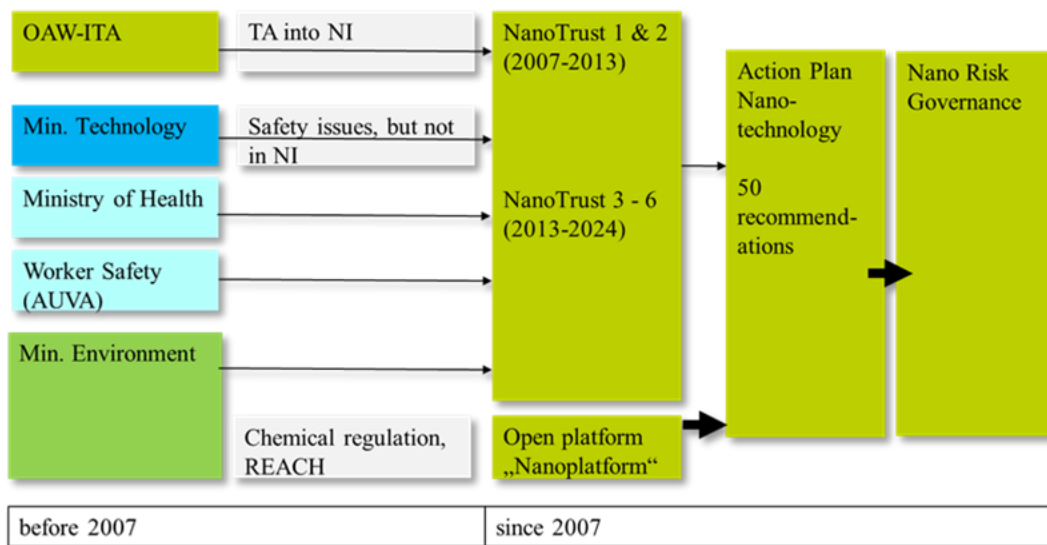 OAW-ITA
TA into NI
NanoTrust 1 & 2
(2007-2013)
Min. Technology
Safety issues, but not
in NI
Ministry of Health
NanoTrust 3 - 6
(2013-2024)
Worker Safety
(AUVA)
Min. Environment
Chemical regulation,
REACH
Open platform
„Nanoplatform“
Action Plan
Nano-
technology
50
recommend-
ations
Nano Risk
Governance
before 2007
since 2007